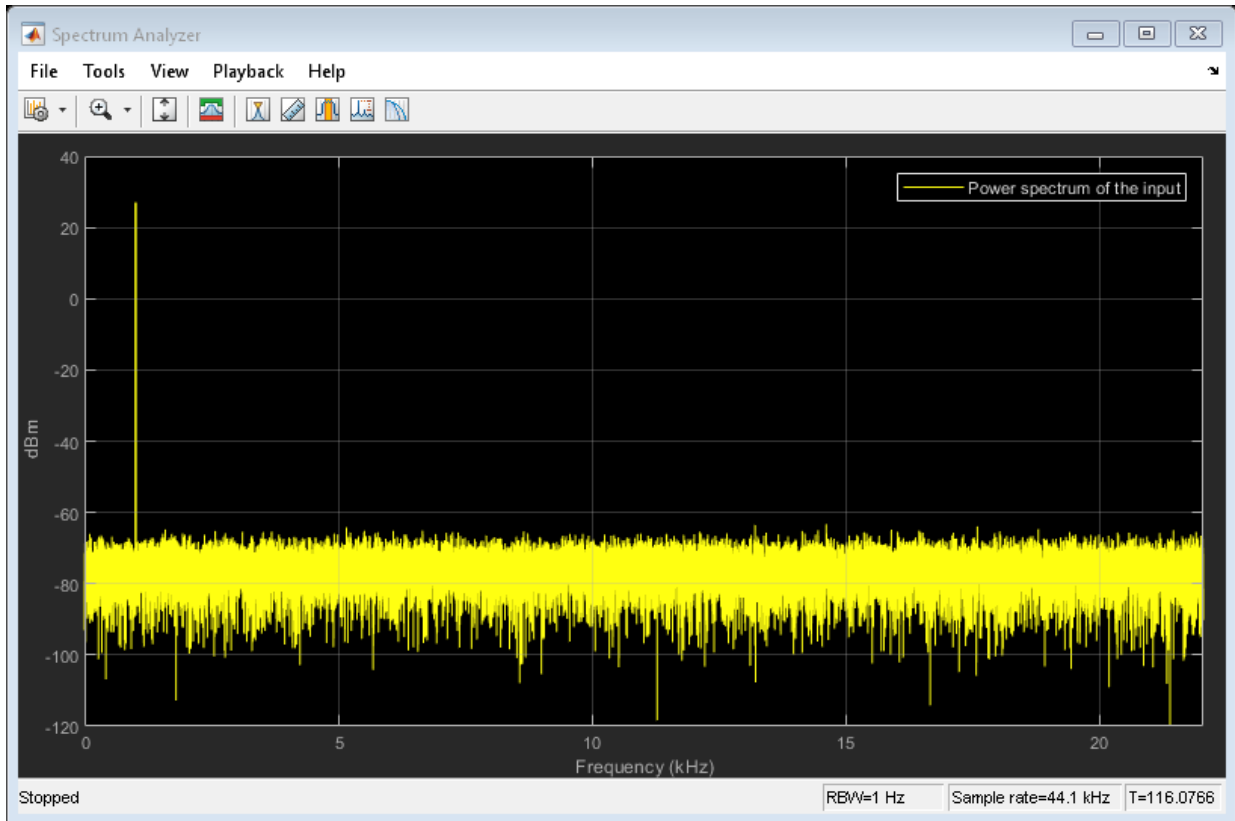 Spectrum Analyzer
File Tools View Playback Help
40
20
0
-20
-40
-60
-80
-100
-120
dBm
Power spectrum of the input
0 5 10 15 20
Frequency (kHz)
Stopped RBW=1 Hz Sample rate=44.1 kHz T=116.0766